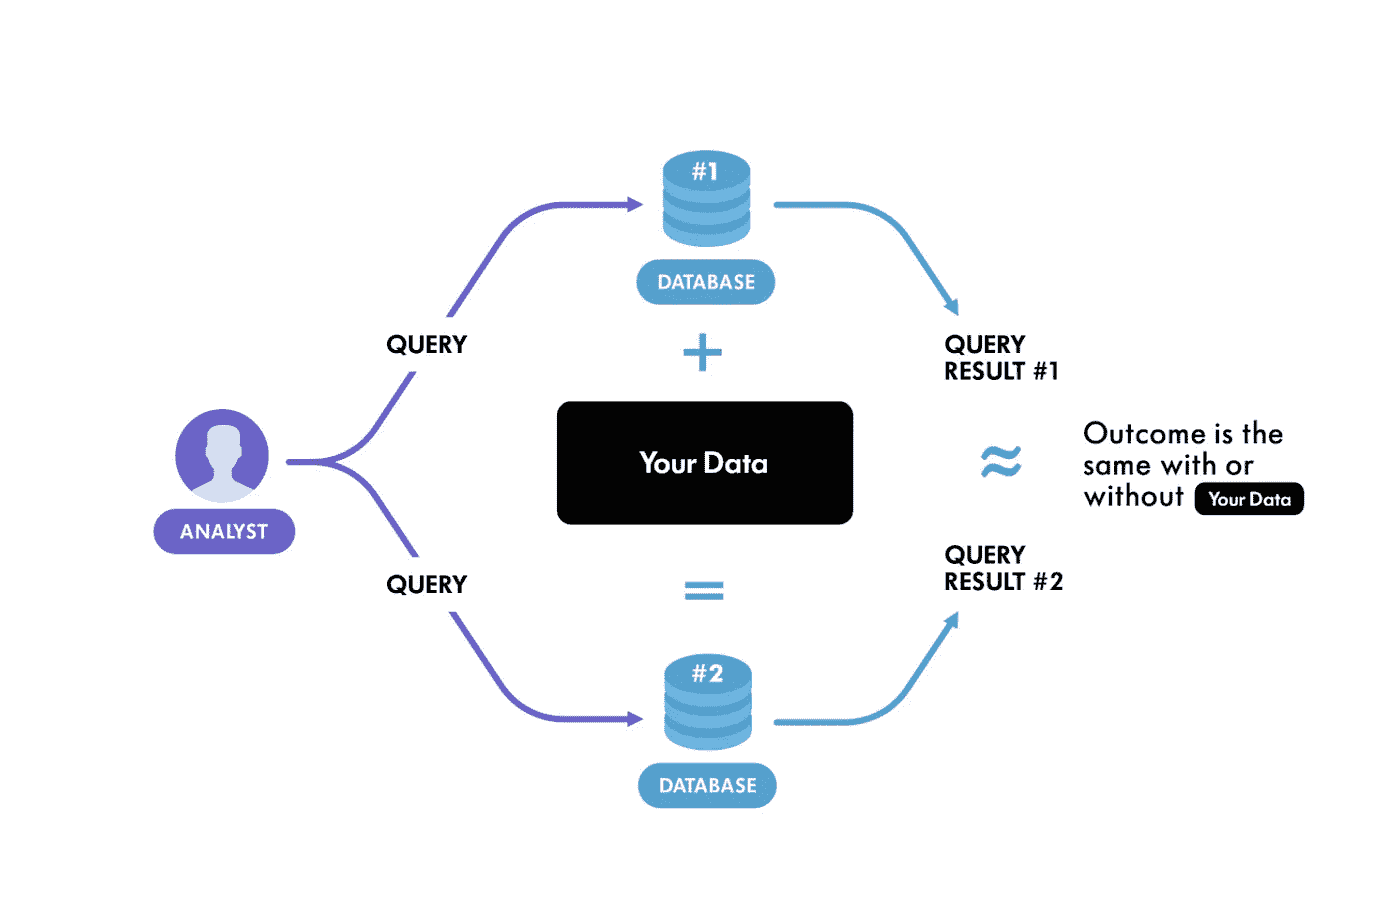 ANALYST
QUERY
QUERY
#1
DATABASE
+
Your Data
=
#2
DATABASE
QUERY
RESULT #1
≈
QUERY
RESULT #2
Outcome is the
same with or
without Your Data